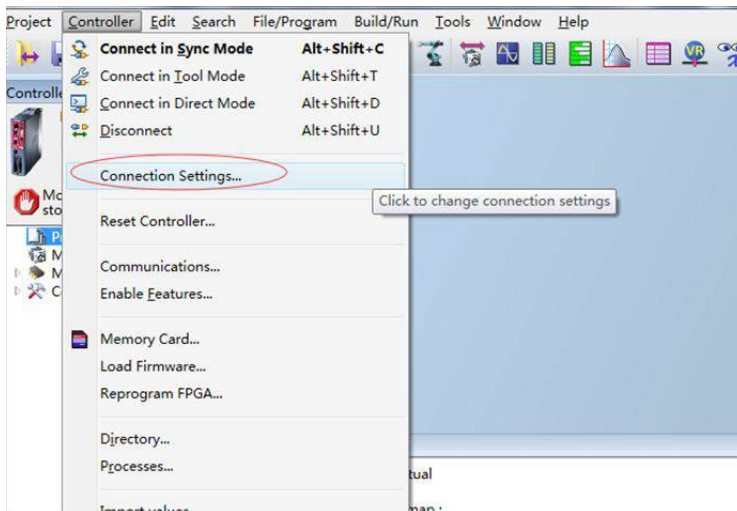 Project Controller Edit Search File/Program Build/Run Tools Window Help
Connect in Sync Mode Alt+Shift+C
Connect in Tool Mode Alt+Shift+T
Connect in Direct Mode Alt+Shift+D
Disconnect Alt+Shift+U
Connection Settings...
Click to change connection settings
Reset Controller...
Communications...
Enable Features...
Memory Card...
Load Firmware...
Reprogram FPGA...
Directory...
Processes...
VR